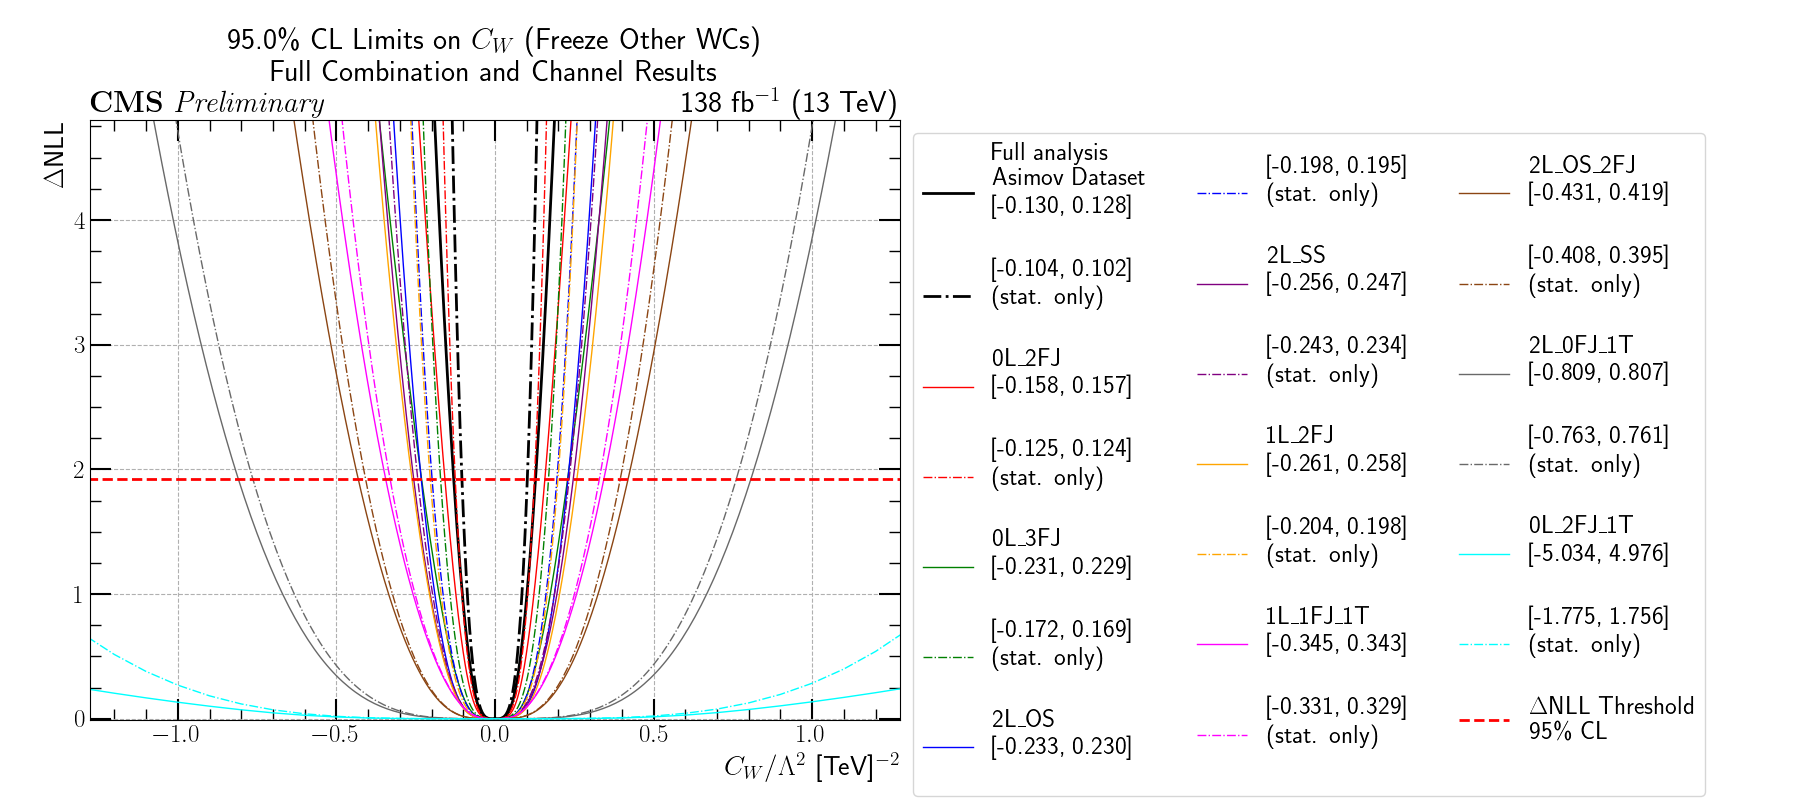 95.0% CL Limits on C_W (Freeze Other WCs)
Full Combination and Channel Results
CMS Preliminary
138 fb⁻¹ (13 TeV)
ΔNLL
4
3
2
1
0
−1.0
−0.5
0.0
0.5
1.0
C_W/Λ² [TeV]⁻²
Full analysis
Asimov Dataset
[-0.130, 0.128]
[-0.104, 0.102]
(stat. only)
0L_2FJ
[-0.158, 0.157]
[-0.125, 0.124]
(stat. only)
0L_3FJ
[-0.231, 0.229]
[-0.172, 0.169]
(stat. only)
2L_OS
[-0.233, 0.230]
[-0.198, 0.195]
(stat. only)
2L_SS
[-0.256, 0.247]
[-0.243, 0.234]
(stat. only)
1L_2FJ
[-0.261, 0.258]
[-0.204, 0.198]
(stat. only)
1L_1FJ_1T
[-0.345, 0.343]
[-0.331, 0.329]
(stat. only)
2L_OS_2FJ
[-0.431, 0.419]
[-0.408, 0.395]
(stat. only)
2L_0FJ_1T
[-0.809, 0.807]
[-0.763, 0.761]
(stat. only)
0L_2FJ_1T
[-5.034, 4.976]
[-1.775, 1.756]
(stat. only)
ΔNLL Threshold
95% CL